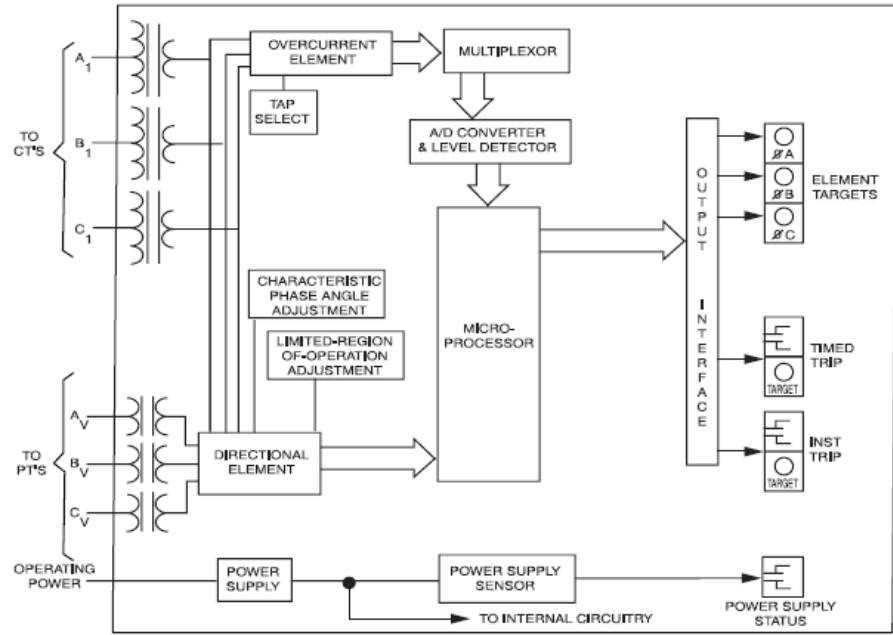 OVERCURRENT
ELEMENT
MULTIPLEXOR
TAP
SELECT
A/D CONVERTER
& LEVEL DETECTOR
TO
CT'S
A1
B1
C1
OUTPUT INTERFACE
ØA
ØB
ØC
ELEMENT
TARGETS
CHARACTERISTIC
PHASE ANGLE
ADJUSTMENT
LIMITED-REGION
OF-OPERATION
ADJUSTMENT
MICRO-
PROCESSOR
TIMED
TRIP
TARGET
INST
TRIP
TARGET
TO
PT'S
AV
BV
CV
DIRECTIONAL
ELEMENT
OPERATING
POWER
POWER
SUPPLY
POWER SUPPLY
SENSOR
TO INTERNAL CIRCUITRY
POWER SUPPLY
STATUS